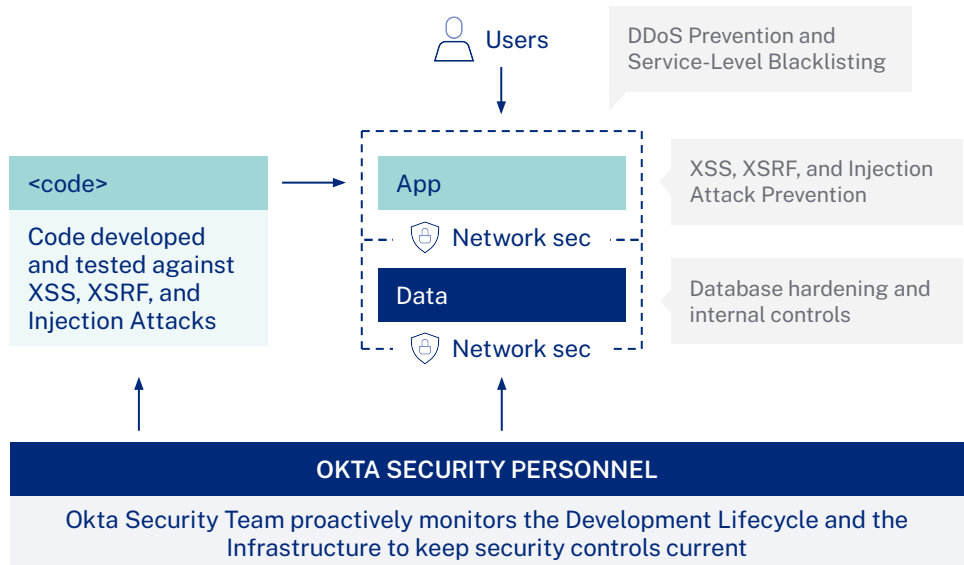 Users
DDoS Prevention and
Service-Level Blacklisting
<code>
Code developed
and tested against
XSS, XSRF, and
Injection Attacks
App
XSS, XSRF, and Injection
Attack Prevention
Network sec
Data
Database hardening and
internal controls
Network sec
OKTA SECURITY PERSONNEL
Okta Security Team proactively monitors the Development Lifecycle and the
Infrastructure to keep security controls current